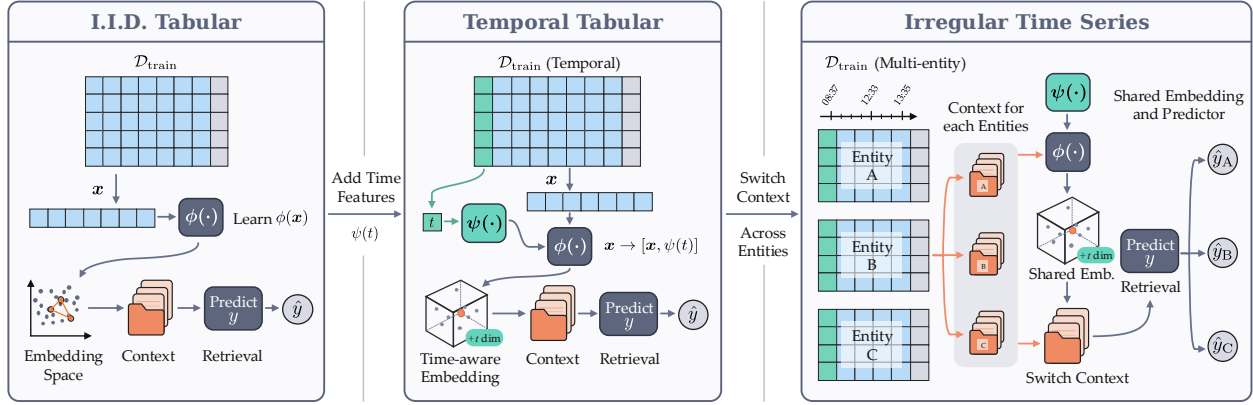 I.I.D. Tabular
𝒟train
x
ϕ(·)
Learn ϕ(x)
Embedding
Space
Context
Predict
y
Retrieval
ŷ
Add Time
Features
ψ(t)
Temporal Tabular
𝒟train (Temporal)
x
t
ψ(·)
ϕ(·)
x → [x, ψ(t)]
+t dim
Time-aware
Embedding
Context
Predict
y
Retrieval
ŷ
Switch
Context
Across
Entities
Irregular Time Series
𝒟train (Multi-entity)
08:37
12:33
13:35
Entity
A
Entity
B
Entity
C
Context for
each Entities
A
B
C
ψ(·)
ϕ(·)
+t dim
Shared Emb.
Switch Context
Shared Embedding
and Predictor
Predict
y
Retrieval
ŷA
ŷB
ŷC